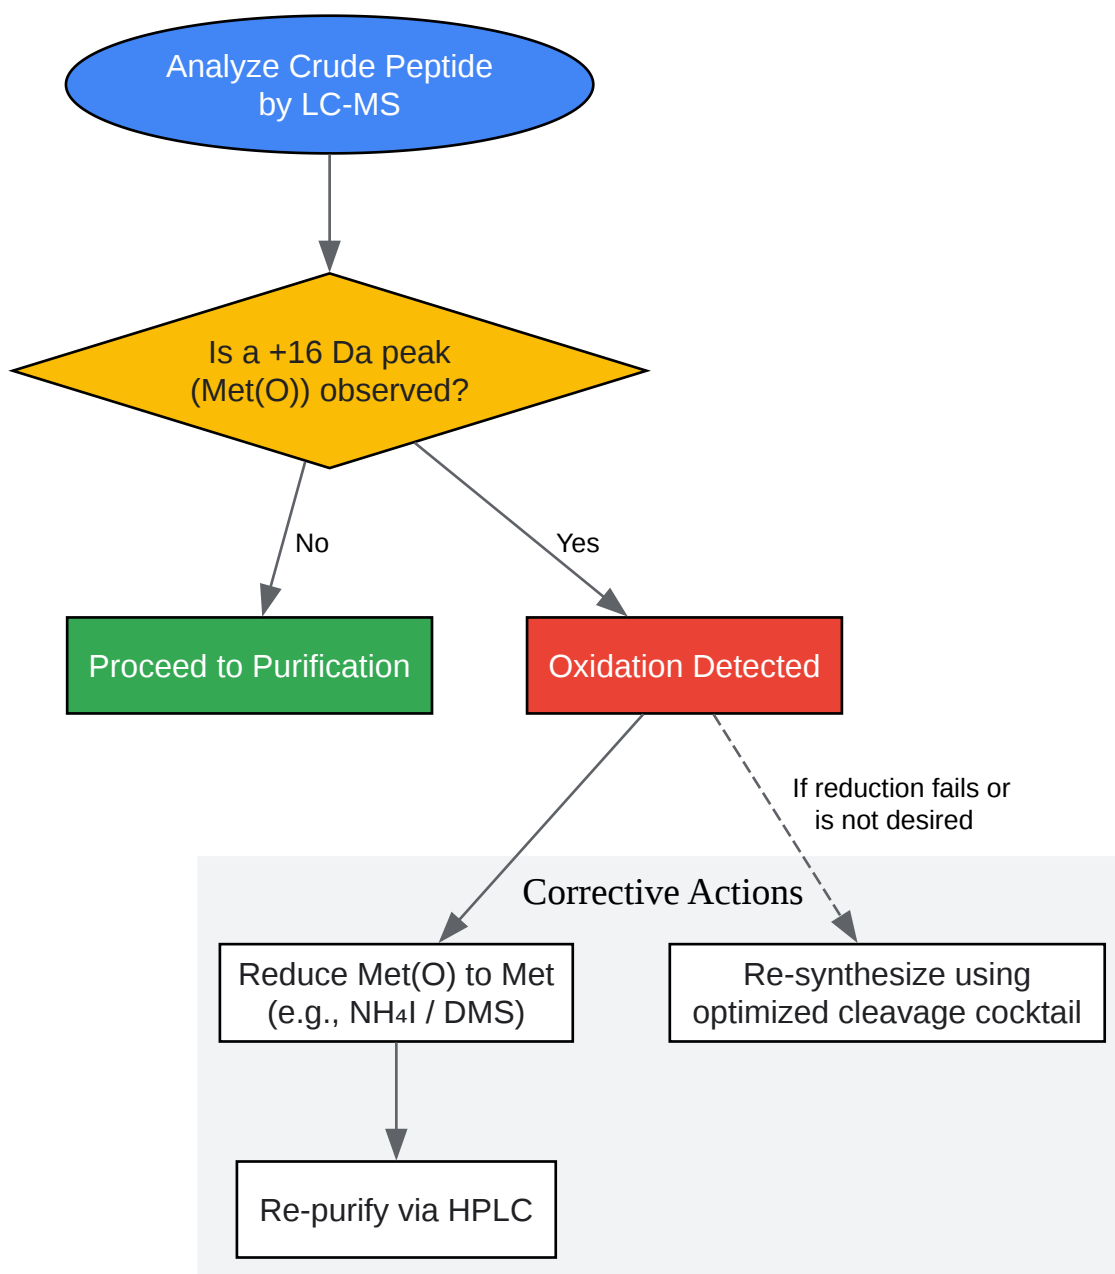 Analyze Crude Peptide
by LC-MS
Is a +16 Da peak
(Met(O)) observed?
No
Yes
Proceed to Purification
Oxidation Detected
If reduction fails or
is not desired
Corrective Actions
Reduce Met(O) to Met
(e.g., NH₄I / DMS)
Re-synthesize using
optimized cleavage cocktail
Re-purify via HPLC